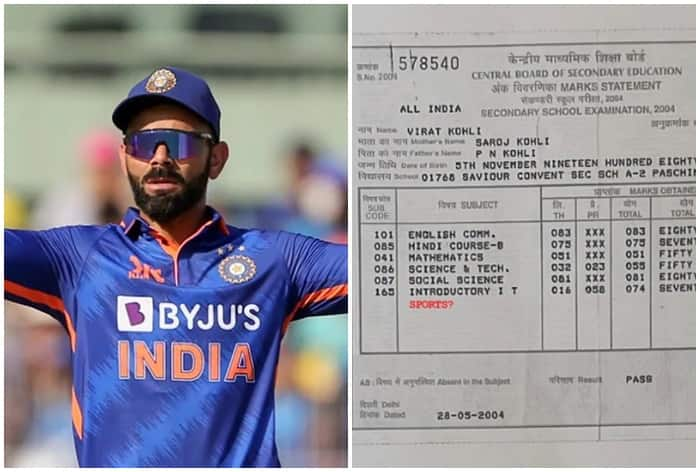 BYJU'S
INDIA
क्रमांक
S.No. 2004
578540
केन्द्रीय माध्यमिक शिक्षा बोर्ड
CENTRAL BOARD OF SECONDARY EDUCATION
अंक विवरणिका MARKS STATEMENT
सेकण्डरी स्कूल परीक्षा, 2004
ALL INDIA
SECONDARY SCHOOL EXAMINATION, 2004
अनुक्रमांक
नाम Name VIRAT KOHLI
माता का नाम Mother's Name SAROJ KOHLI
पिता का नाम Father's Name P N KOHLI
जन्म तिथि Date of Birth 5TH NOVEMBER NINETEEN HUNDRED EIGHTY
विद्यालय School 01768 SAVIOUR CONVENT SEC SCH A-2 PASCHIM
प्राप्तांक MARKS OBTAINE
SUB CODE विषय SUBJECT लि. TH प्रै. PR योग TOTAL योग TOTAL
101 ENGLISH COMM. 083 XXX 083 EIGHTY
085 HINDI COURSE-B 075 XXX 075 SEVEN
041 MATHEMATICS 051 XXX 051 FIFTY
086 SCIENCE & TECH. 032 023 055 FIFTY
087 SOCIAL SCIENCE 081 XXX 081 EIGHTY
165 INTRODUCTORY I T 016 058 074 SEVENT
SPORTS?
AB: विषय में अनुपस्थित Absent in the Subject परिणाम Result PASS
दिल्ली Delhi
दिनांक Dated 28-05-2004